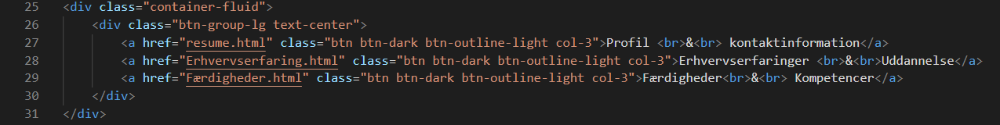 25 <div class="container-fluid">
26 <div class="btn-group-lg text-center">
27 <a href="resume.html" class="btn btn-dark btn-outline-light col-3">Profil <br>&<br> kontaktinformation</a>
28 <a href="Erhvervserfaring.html" class="btn btn-dark btn-outline-light col-3">Erhvervserfaringer <br>&<br>Uddannelse</a>
29 <a href="Færdigheder.html" class="btn btn-dark btn-outline-light col-3">Færdigheder<br>&<br> Kompetencer</a>
30 </div>
31 </div>